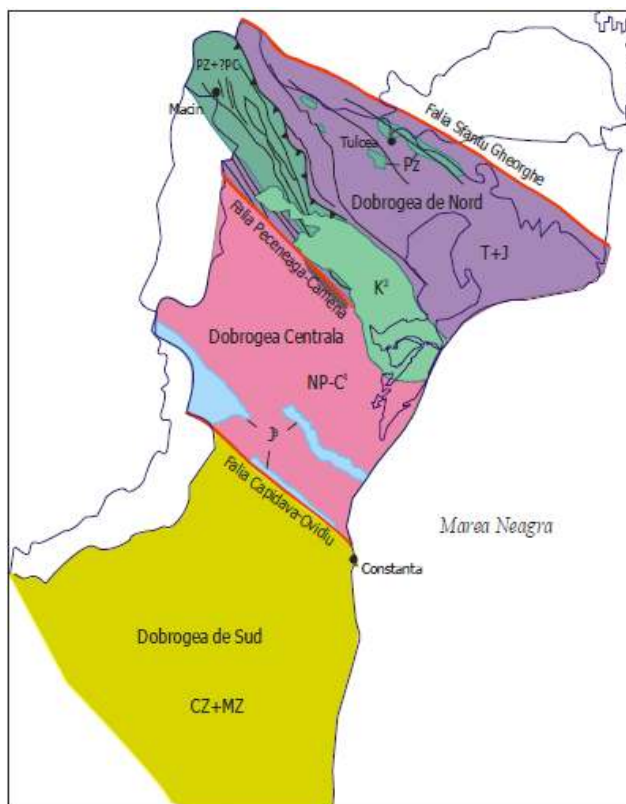 PZ+?PC
Macin
Falia Sfantu Gheorghe
Tulcea
PZ
Dobrogea de Nord
T+J
Falia Peceneaga-Camena
K²
Dobrogea Centrala
NP-C¹
J³
Falia Capidava-Ovidiu
Marea Neagra
Constanta
Dobrogea de Sud
CZ+MZ